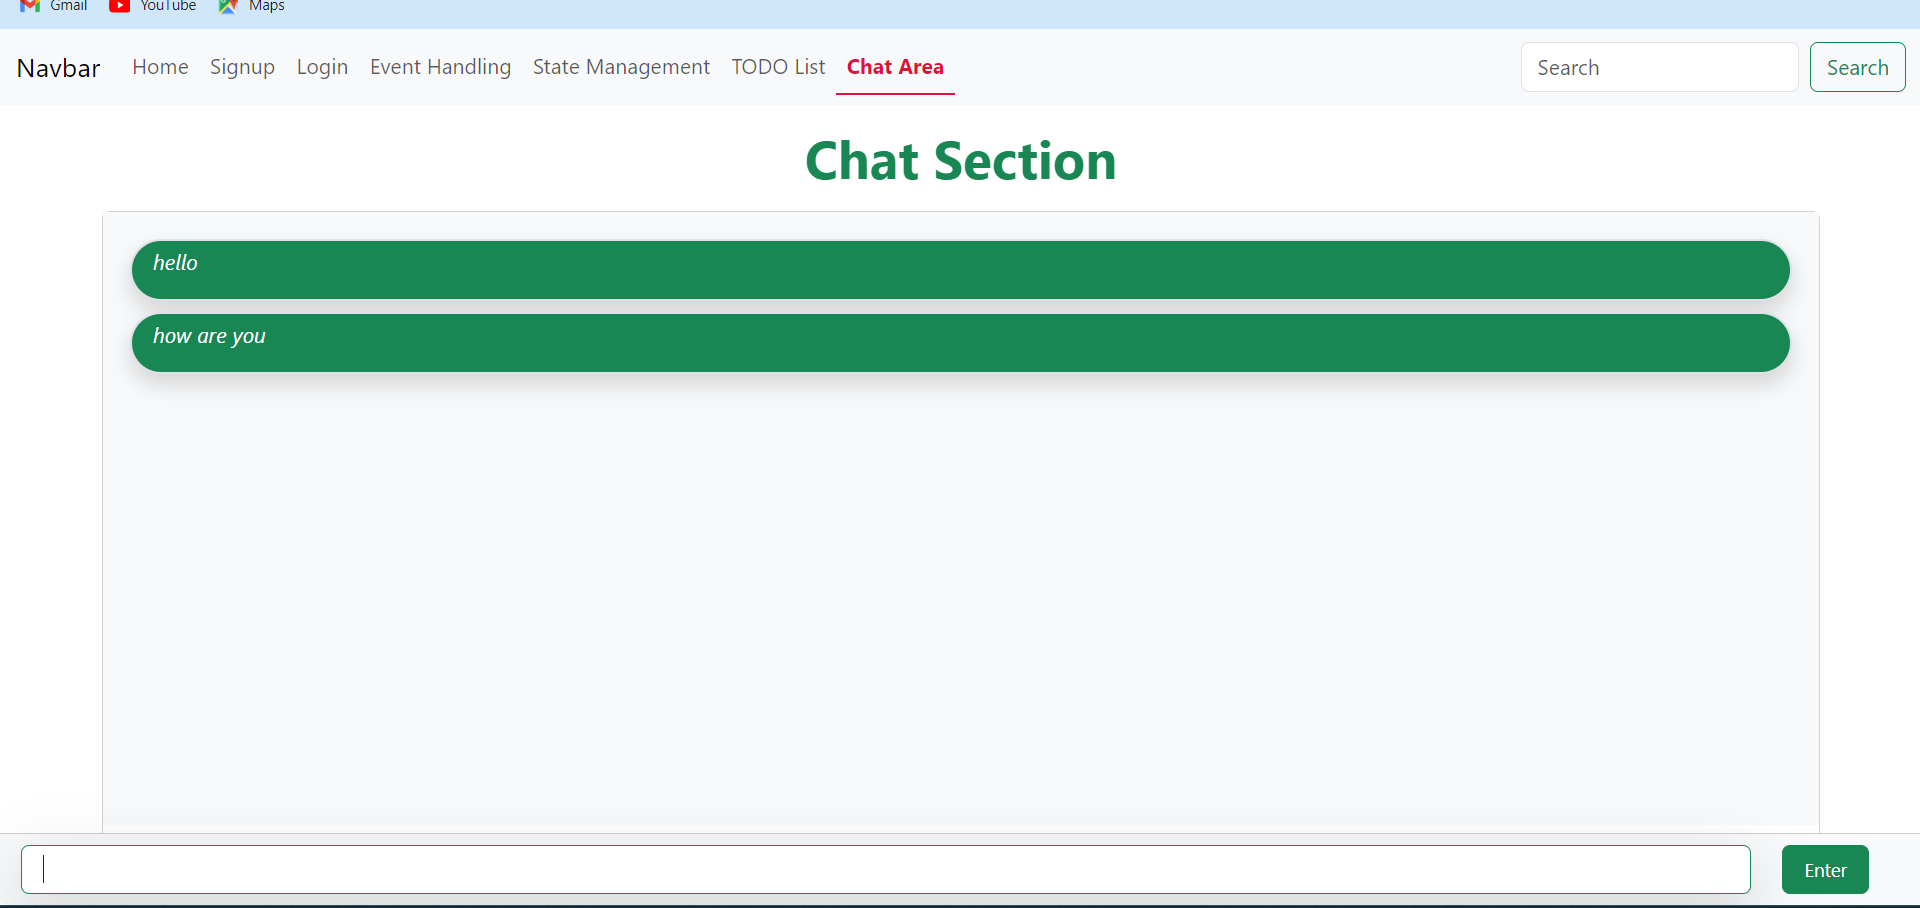 Gmail YouTube Maps
Navbar Home Signup Login Event Handling State Management TODO List Chat Area Search Search
Chat Section
hello
how are you
Enter